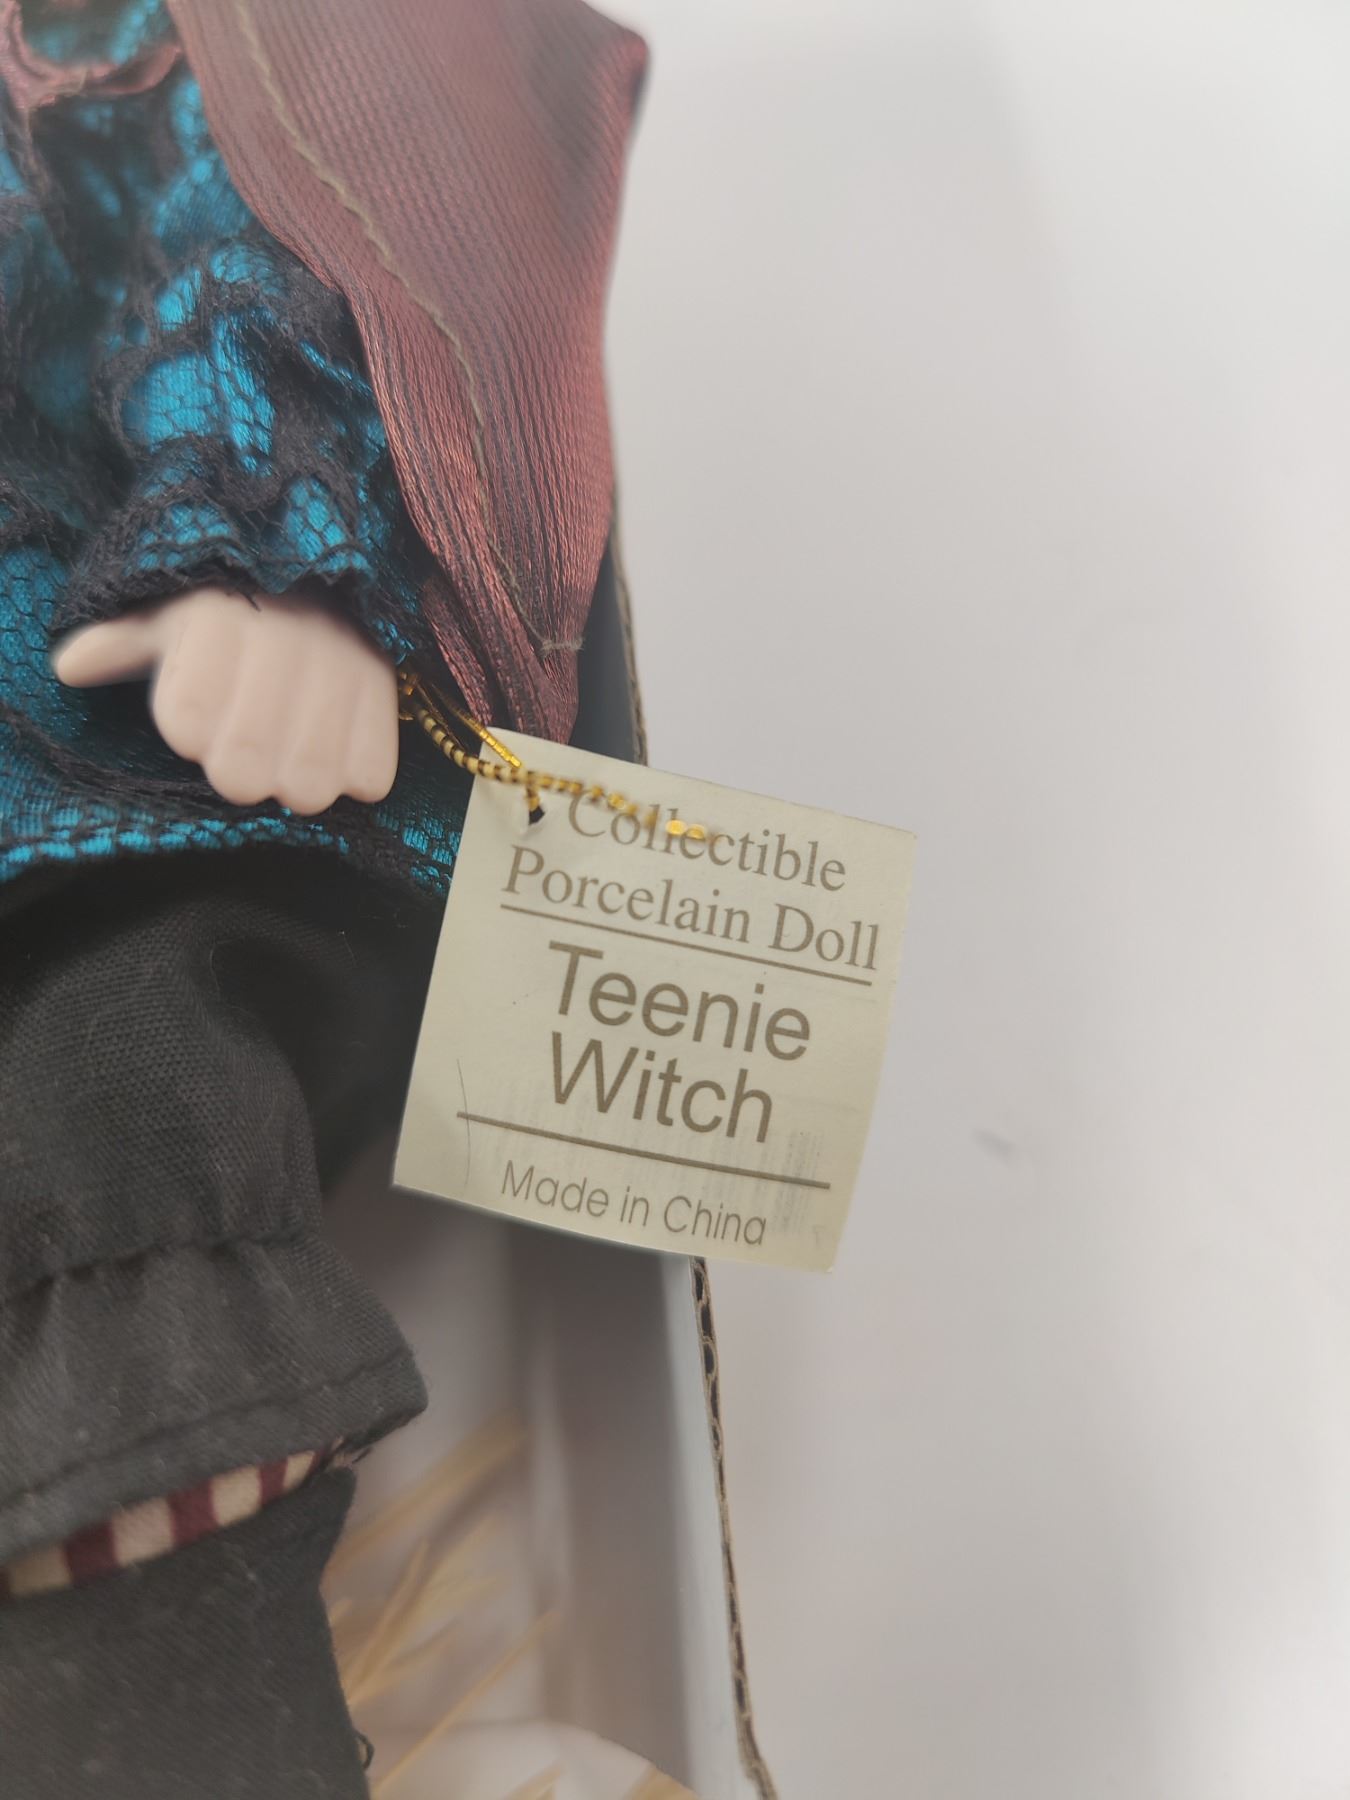 Collectible
Porcelain Doll
Teenie
Witch
Made in China